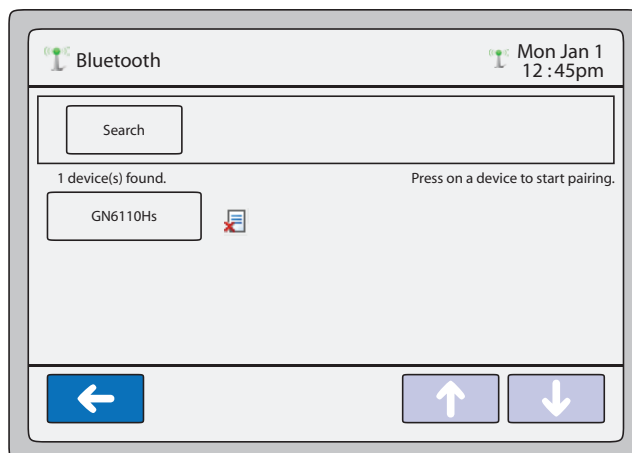 Bluetooth
Mon Jan 1
12 :45pm
Search
1 device(s) found.
Press on a device to start pairing.
GN6110Hs